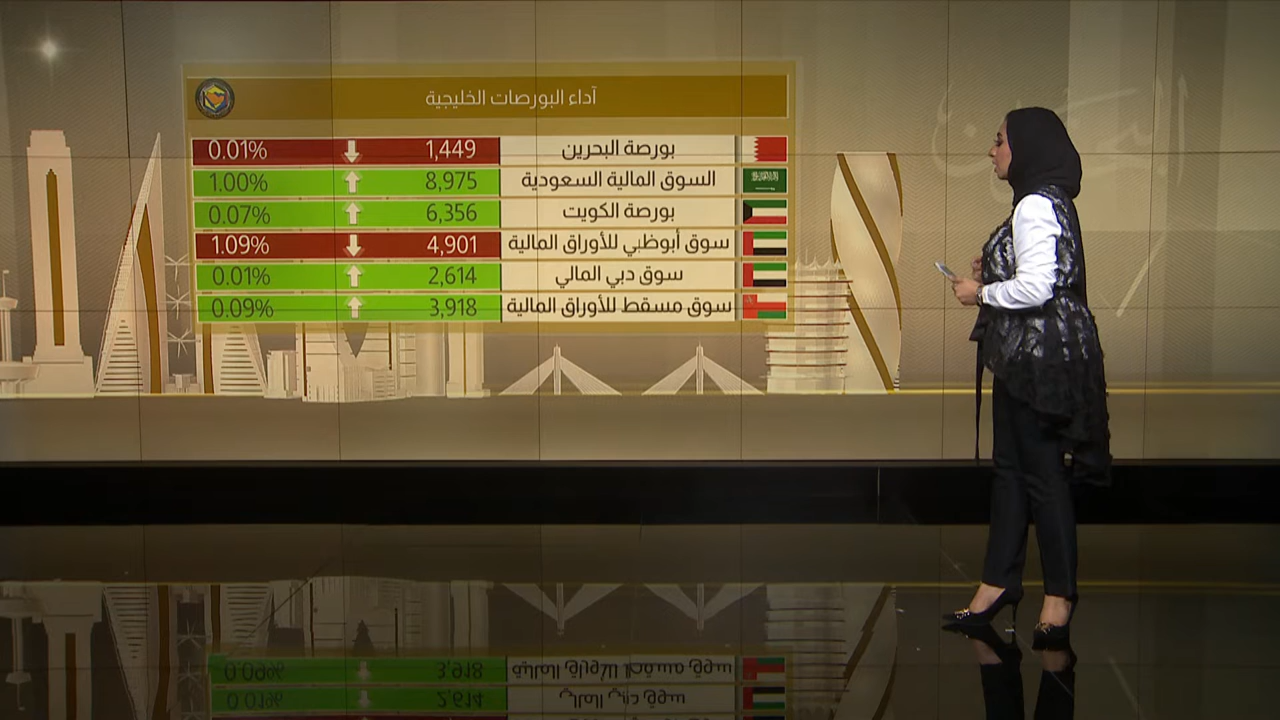 آداء البورصات الخليجية
بورصة البحرين 1,449 0.01%
السوق المالية السعودية 8,975 1.00%
بورصة الكويت 6,356 0.07%
سوق أبوظبي للأوراق المالية 4,901 1.09%
سوق دبي المالي 2,614 0.01%
سوق مسقط للأوراق المالية 3,918 0.09%